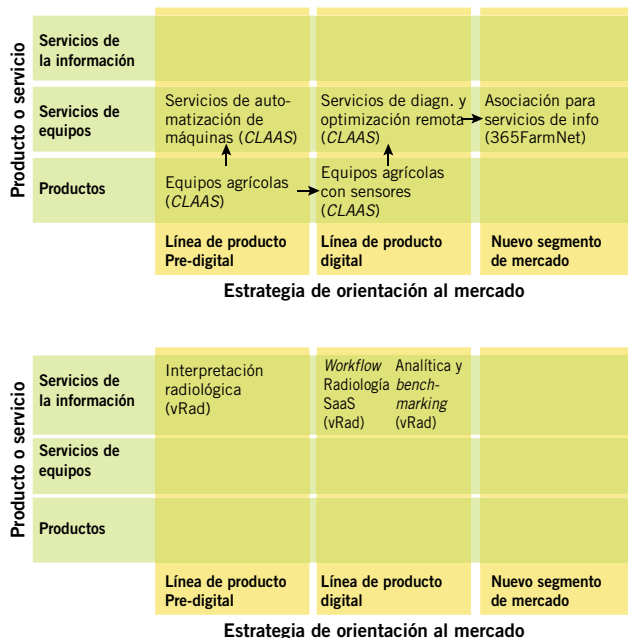 Producto o servicio
Servicios de
la información
Servicios de
equipos
Servicios de auto-
matización de
máquinas (CLAAS)
Servicios de diagn. y
optimización remota
(CLAAS)
Asociación para
servicios de info
(365FarmNet)
Productos
Equipos agrícolas
(CLAAS)
Equipos agrícolas
con sensores
(CLAAS)
Línea de producto
Pre-digital
Línea de producto
digital
Nuevo segmento
de mercado
Estrategia de orientación al mercado
Producto o servicio
Servicios de
la información
Interpretación
radiológica
(vRad)
Workflow
Radiología
SaaS
(vRad)
Analítica y
bench-
marking
(vRad)
Servicios de
equipos
Productos
Línea de producto
Pre-digital
Línea de producto
digital
Nuevo segmento
de mercado
Estrategia de orientación al mercado